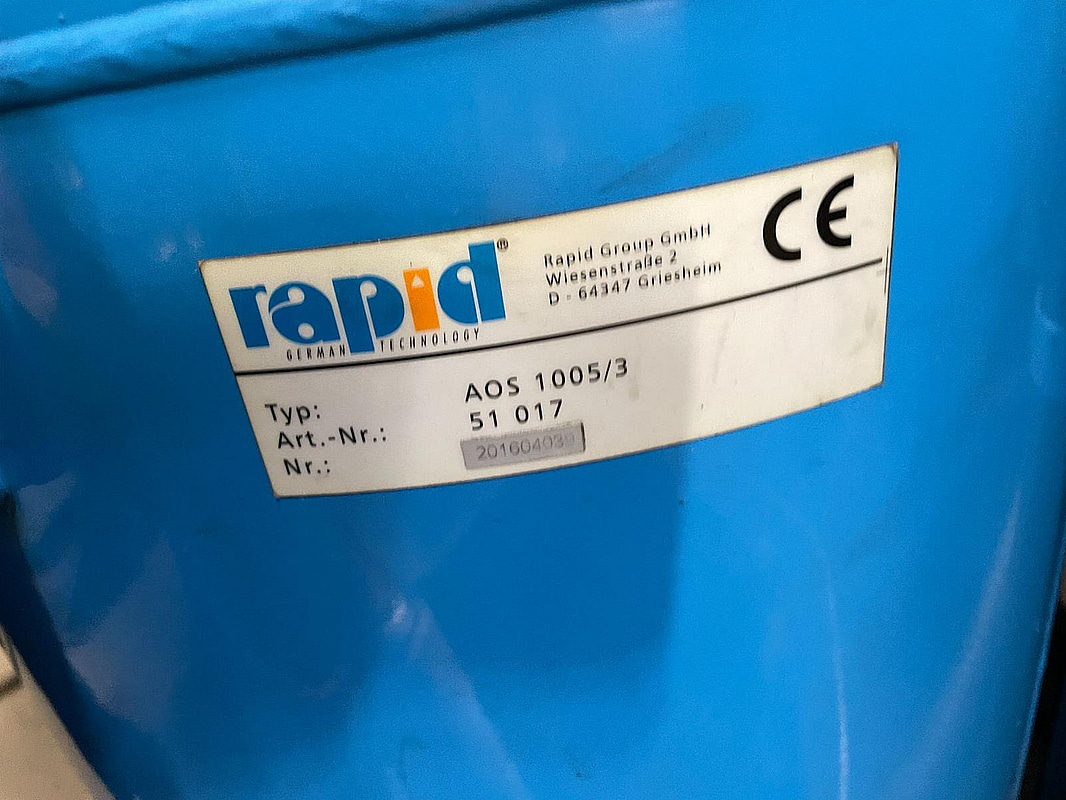 rapid®
GERMAN TECHNOLOGY
Rapid Group GmbH
Wiesenstraße 2
D - 64347 Griesheim
CE
Typ: AOS 1005/3
Art.-Nr.: 51 017
Nr.: